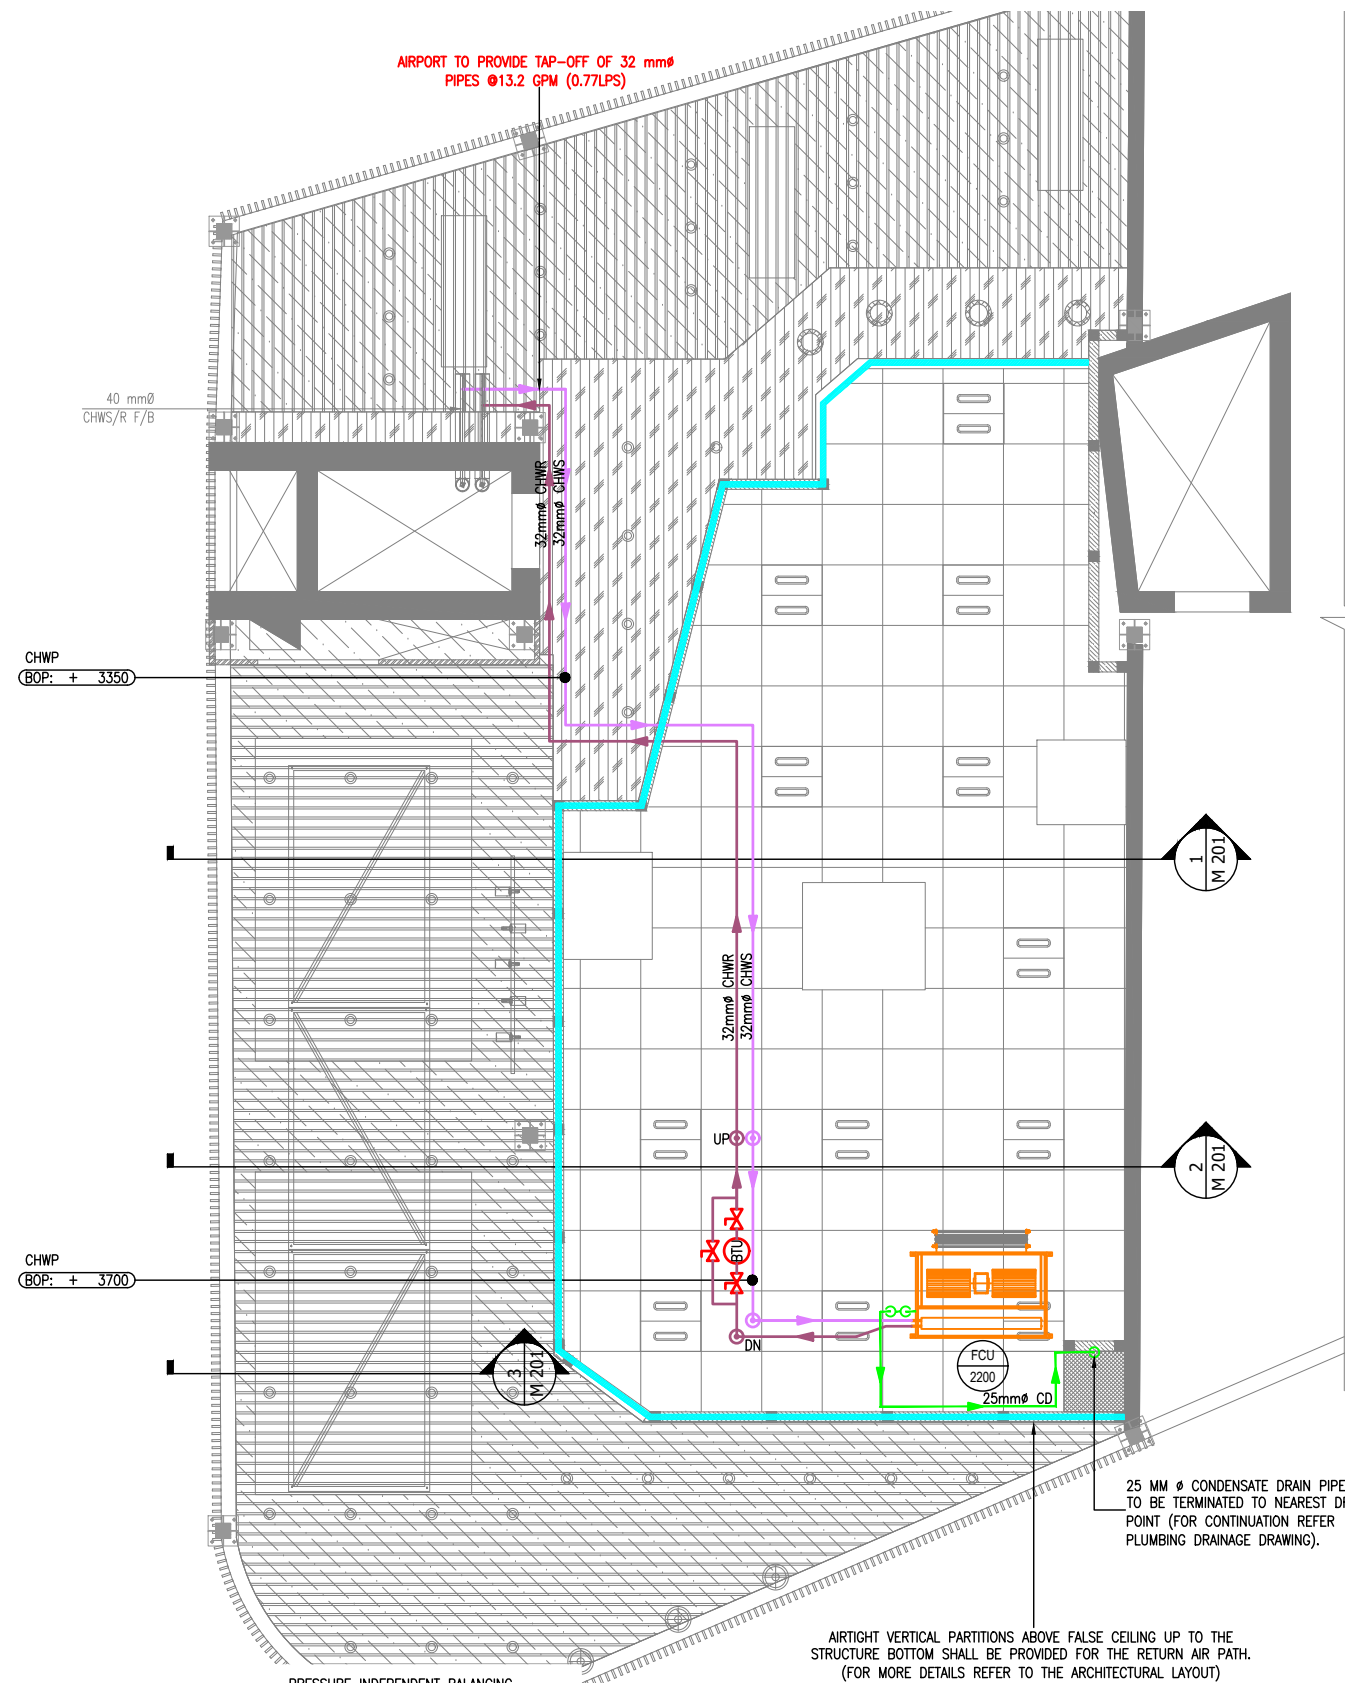 AIRPORT TO PROVIDE TAP-OFF OF 32 mmø
PIPES @13.2 GPM (0.77LPS)
40 mmØ
CHWS/R F/B
32mmø CHWR
32mmø CHWS
CHWP
BOP: + 3350
1
M 201
32mmø CHWR
32mmø CHWS
UP
2
M 201
BTU
CHWP
BOP: + 3700
DN
3
M 201
FCU
2200
25mmø CD
25 MM ø CONDENSATE DRAIN PIPE
TO BE TERMINATED TO NEAREST
POINT (FOR CONTINUATION REFER
PLUMBING DRAINAGE DRAWING).
AIRTIGHT VERTICAL PARTITIONS ABOVE FALSE CEILING UP TO THE
STRUCTURE BOTTOM SHALL BE PROVIDED FOR THE RETURN AIR PATH.
(FOR MORE DETAILS REFER TO THE ARCHITECTURAL LAYOUT)
PRESSURE INDEPENDENT BALANCING